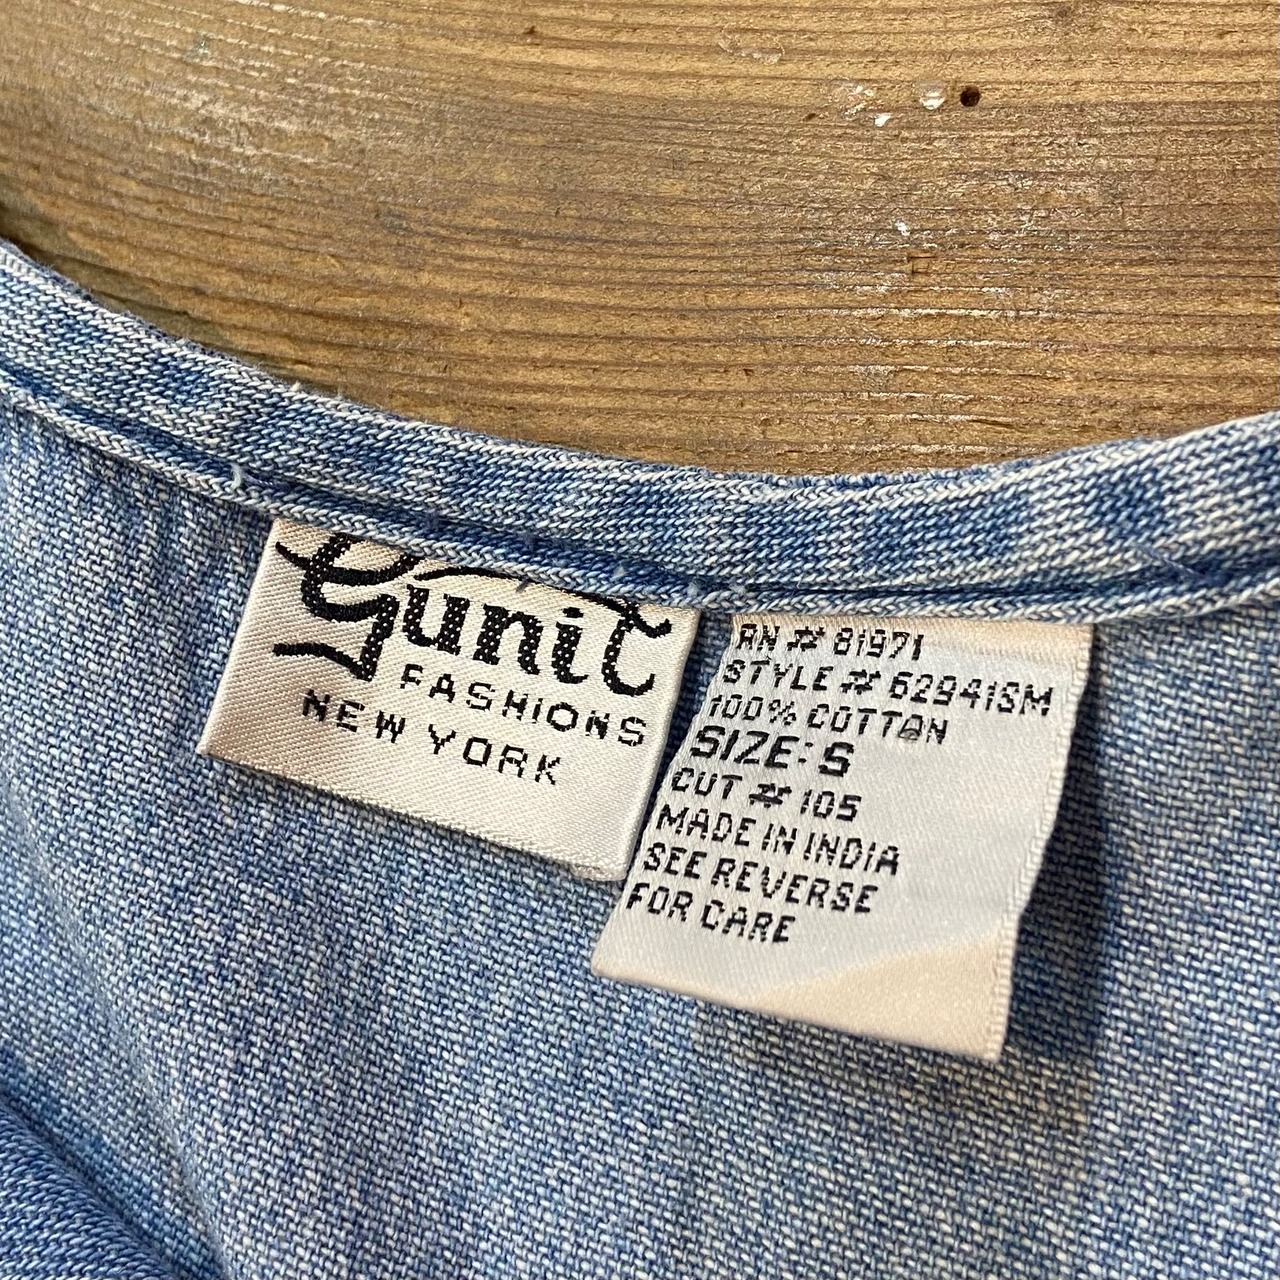 Sunit
FASHIONS
NEW YORK
RN # 81971
STYLE # 62941SM
100% COTTON
SIZE: S
CUT # 105
MADE IN INDIA
SEE REVERSE
FOR CARE